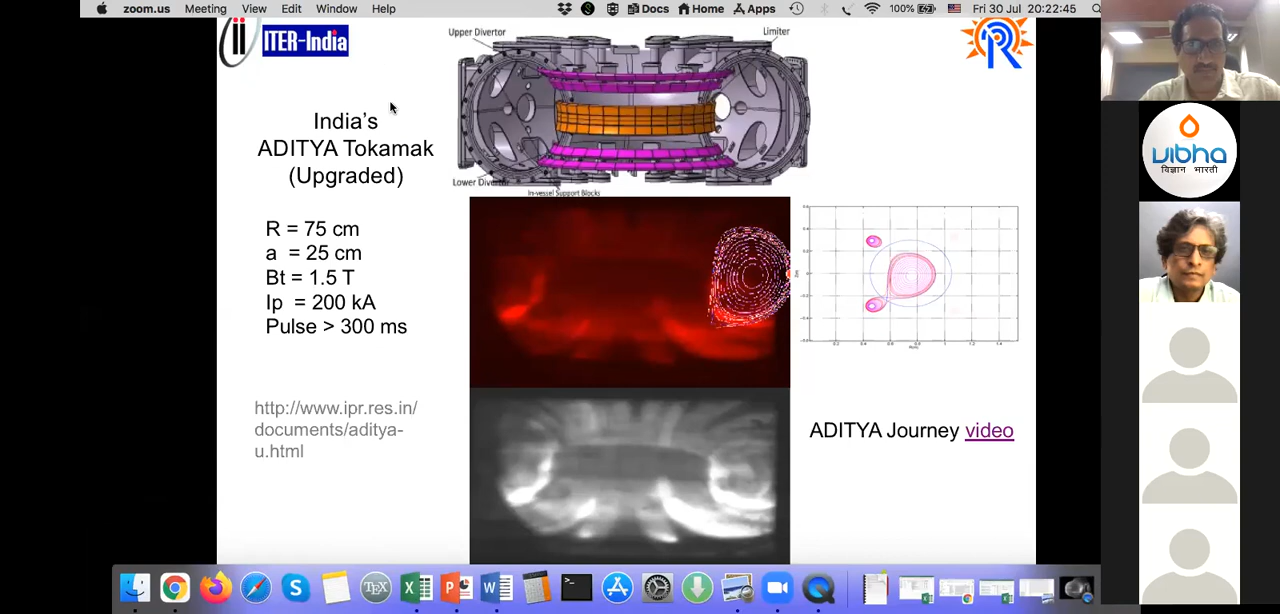 zoom.us Meeting View Edit Window Help Docs Home Apps 100% Fri 30 Jul 20:22:45
ITER-India
Upper Divertor
Limiter
Lower Divertor
In-vessel Support Blocks
R
India's
ADITYA Tokamak
(Upgraded)
R = 75 cm
a = 25 cm
Bt = 1.5 T
Ip = 200 kA
Pulse > 300 ms
http://www.ipr.res.in/
documents/aditya-
u.html
ADITYA Journey video
vibha
विज्ञान भारती
TEX